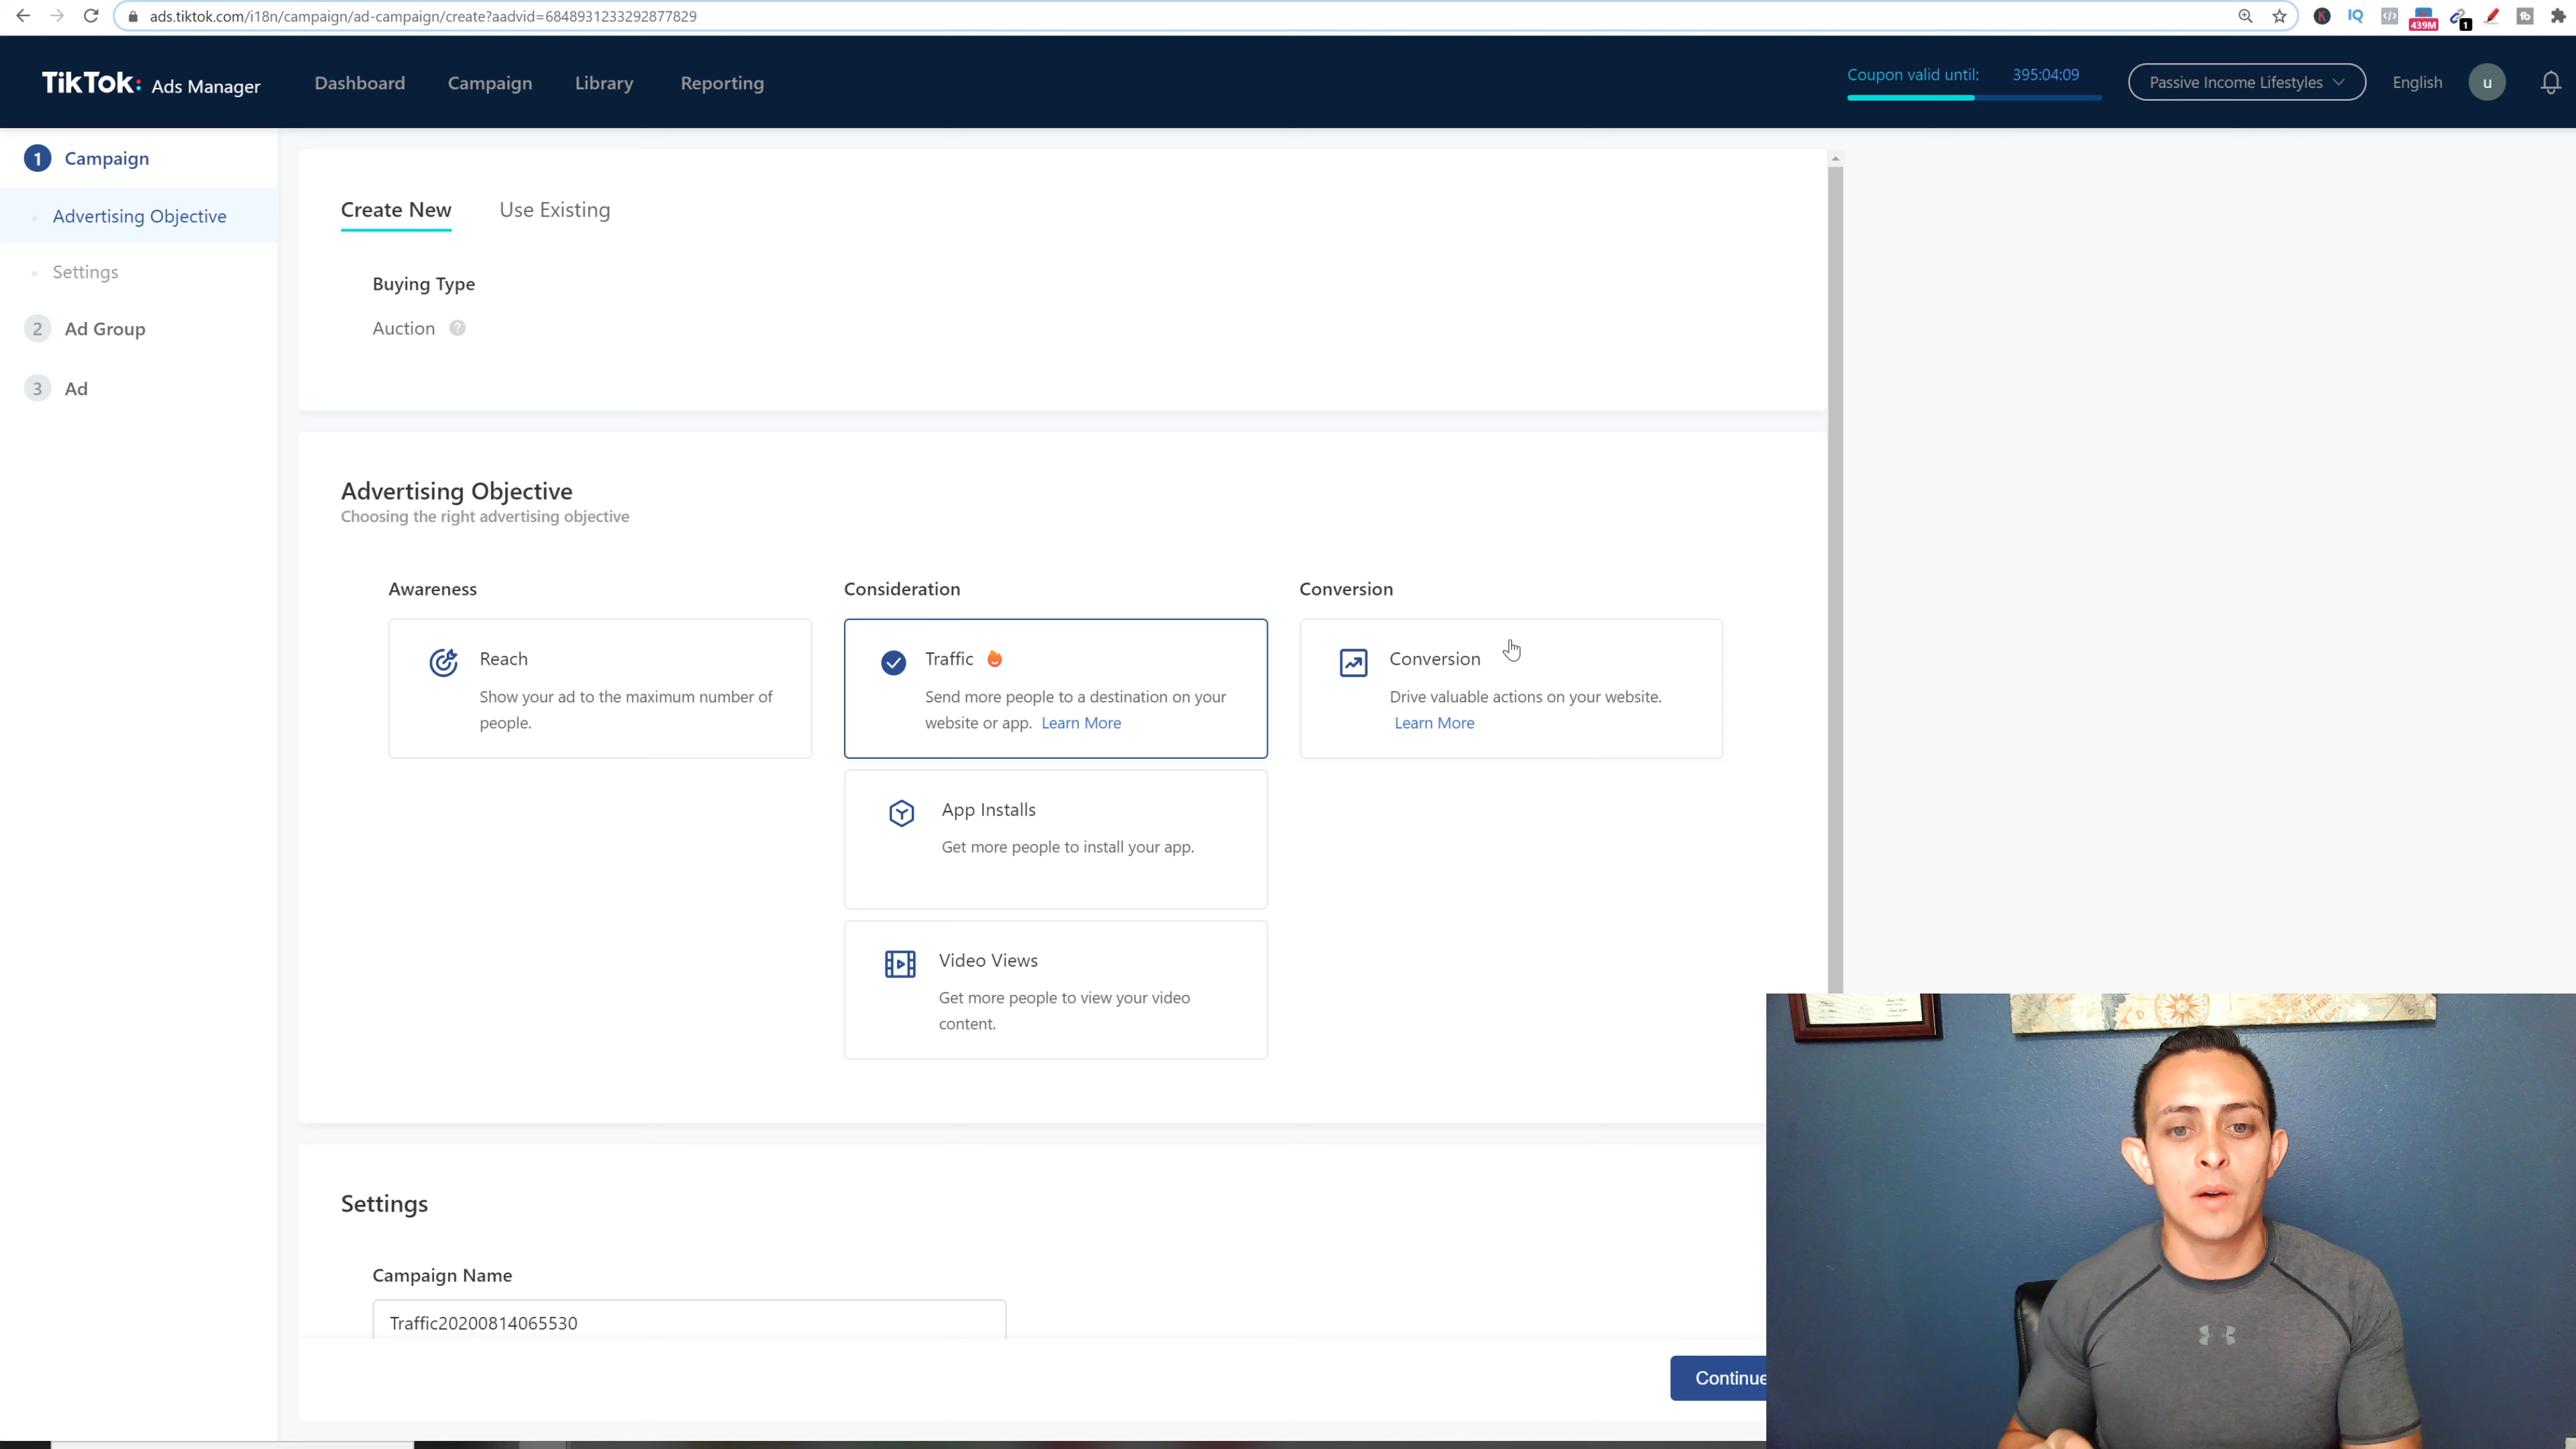 ads.tiktok.com/i18n/campaign/ad-campaign/create?aadvid=6848931233292877829
IQ
439M
1
TikTok: Ads Manager
Dashboard
Campaign
Library
Reporting
Coupon valid until: 395:04:09
Passive Income Lifestyles
English
u
1 Campaign
Advertising Objective
Settings
2 Ad Group
3 Ad
Create New
Use Existing
Buying Type
Auction ?
Advertising Objective
Choosing the right advertising objective
Awareness
Reach
Show your ad to the maximum number of
people.
Consideration
Traffic
Send more people to a destination on your
website or app. Learn More
App Installs
Get more people to install your app.
Video Views
Get more people to view your video
content.
Conversion
Conversion
Drive valuable actions on your website.
Learn More
Settings
Campaign Name
Traffic20200814065530
Continue